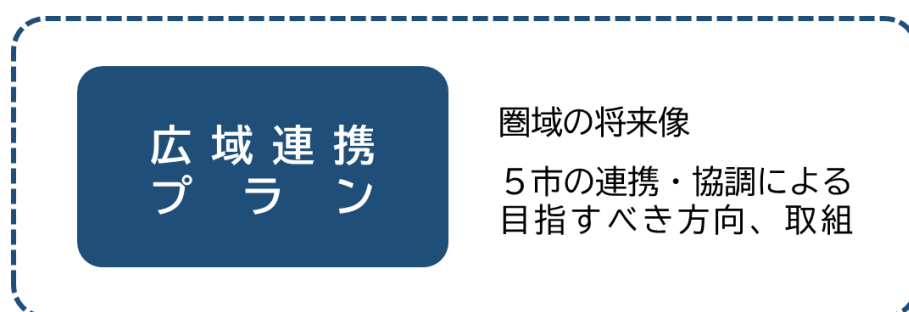 広域連携
プラン
圏域の将来像
５市の連携・協調による
目指すべき方向、取組